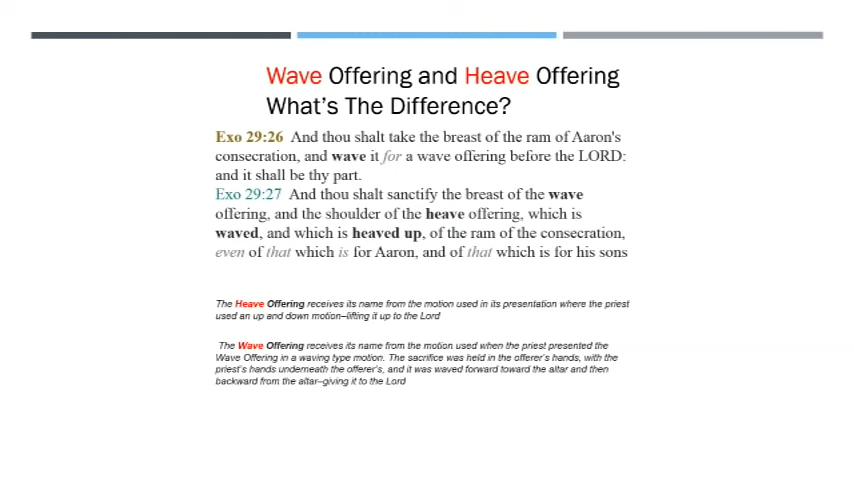 Wave Offering and Heave Offering
What's The Difference?
Exo 29:26 And thou shalt take the breast of the ram of Aaron's
consecration, and wave it for a wave offering before the LORD:
and it shall be thy part.
Exo 29:27 And thou shalt sanctify the breast of the wave
offering, and the shoulder of the heave offering, which is
waved, and which is heaved up, of the ram of the consecration,
even of that which is for Aaron, and of that which is for his sons
The Heave Offering receives its name from the motion used in its presentation where the priest
used an up and down motion–lifting it up to the Lord
The Wave Offering receives its name from the motion used when the priest presented the
Wave Offering in a waving type motion. The sacrifice was held in the offerer's hands, with the
priest's hands underneath the offerer's, and it was waved forward toward the altar and then
backward from the altar–giving it to the Lord